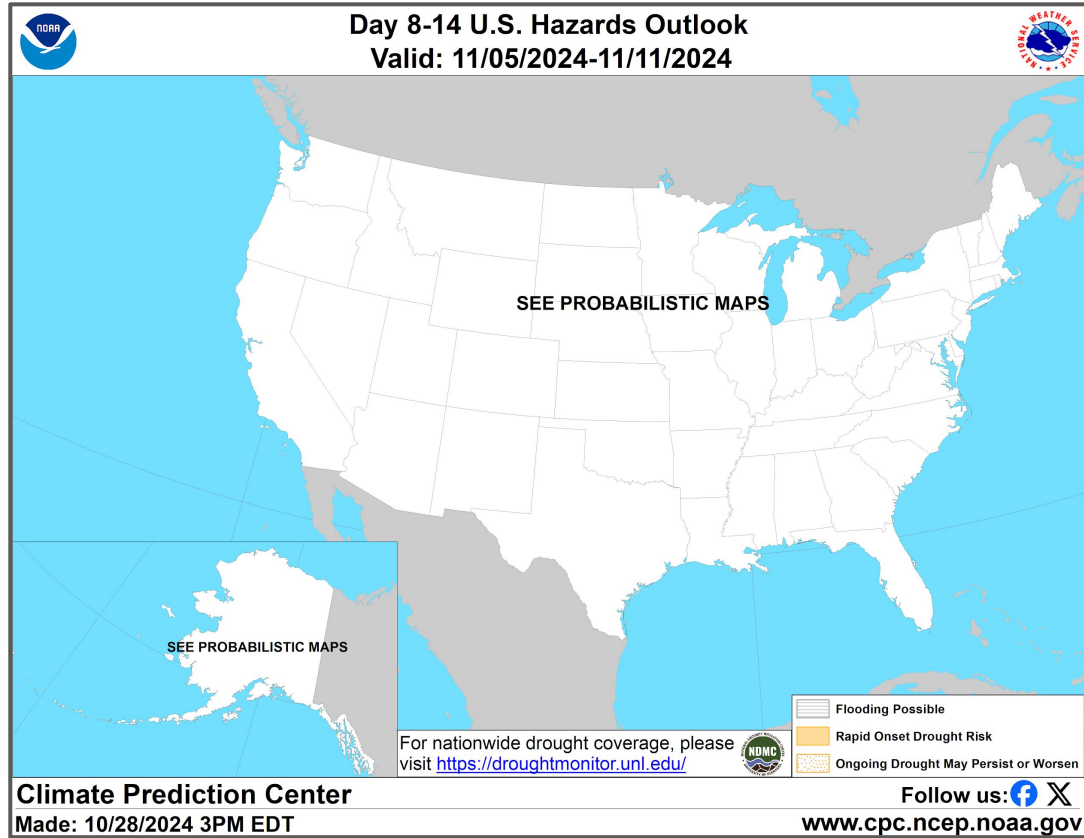 NOAA
Day 8-14 U.S. Hazards Outlook
Valid: 11/05/2024-11/11/2024
NATIONAL WEATHER SERVICE
SEE PROBABILISTIC MAPS
SEE PROBABILISTIC MAPS
For nationwide drought coverage, please
visit https://droughtmonitor.unl.edu/
NDMC
Flooding Possible
Rapid Onset Drought Risk
Ongoing Drought May Persist or Worsen
Climate Prediction Center
Follow us:
Made: 10/28/2024 3PM EDT
www.cpc.ncep.noaa.gov